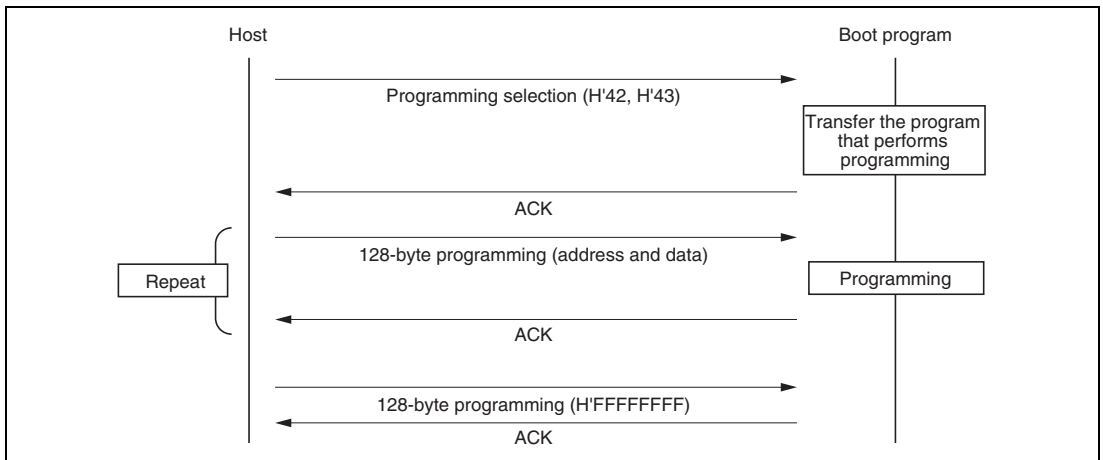 Host
Boot program
Programming selection (H'42, H'43)
Transfer the program
that performs
programming
ACK
128-byte programming (address and data)
Repeat
Programming
ACK
128-byte programming (H'FFFFFFFF)
ACK